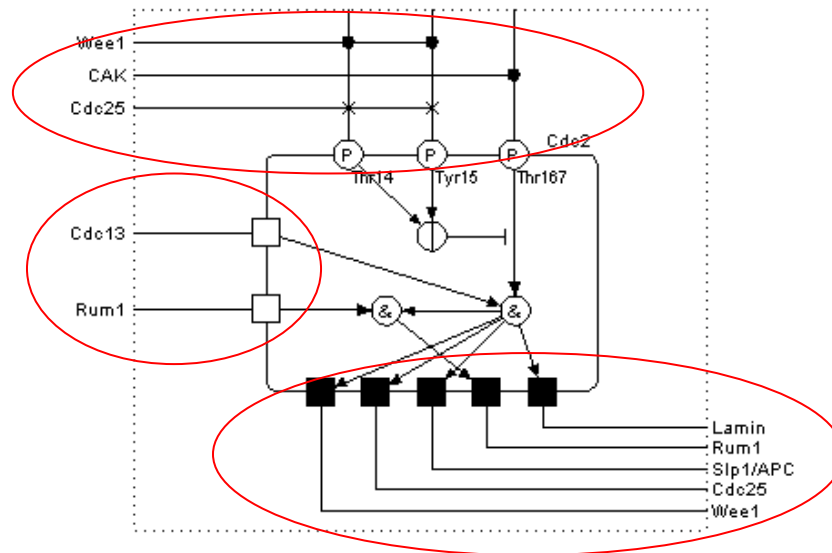 Wee1
CAK
Cdc25
Cdc2
P P P
Thr14 Tyr15 Thr167
Cdc13
Rum1
& &
Lamin
Rum1
Slp1/APC
Cdc25
Wee1